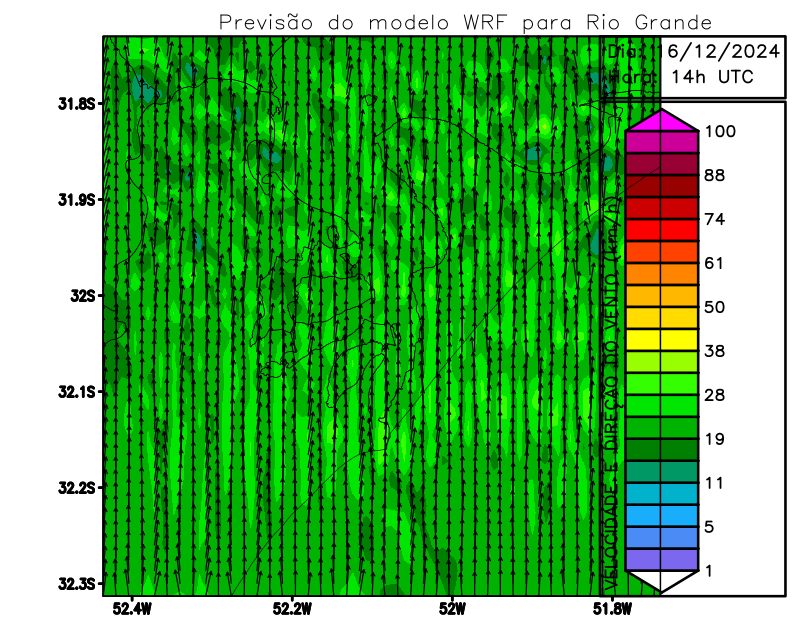 Previsão do modelo WRF para Rio Grande
Dia: 16/12/2024
Hora: 14h UTC
31.8S
31.9S
32S
32.1S
32.2S
32.3S
52.4W
52.2W
52W
51.8W
VELOCIDADE E DIREÇÃO DO VENTO (km/h)
100
88
74
61
50
38
28
19
11
5
1